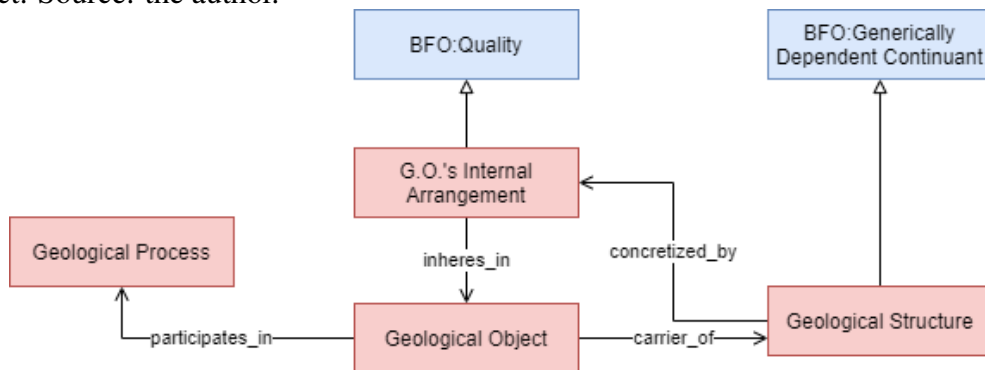 ect. Source: the author.
BFO:Quality
BFO:Generically
Dependent Continuant
G.O.'s Internal
Arrangement
Geological Process
inheres_in
concretized_by
participates_in
Geological Object
carrier_of
Geological Structure